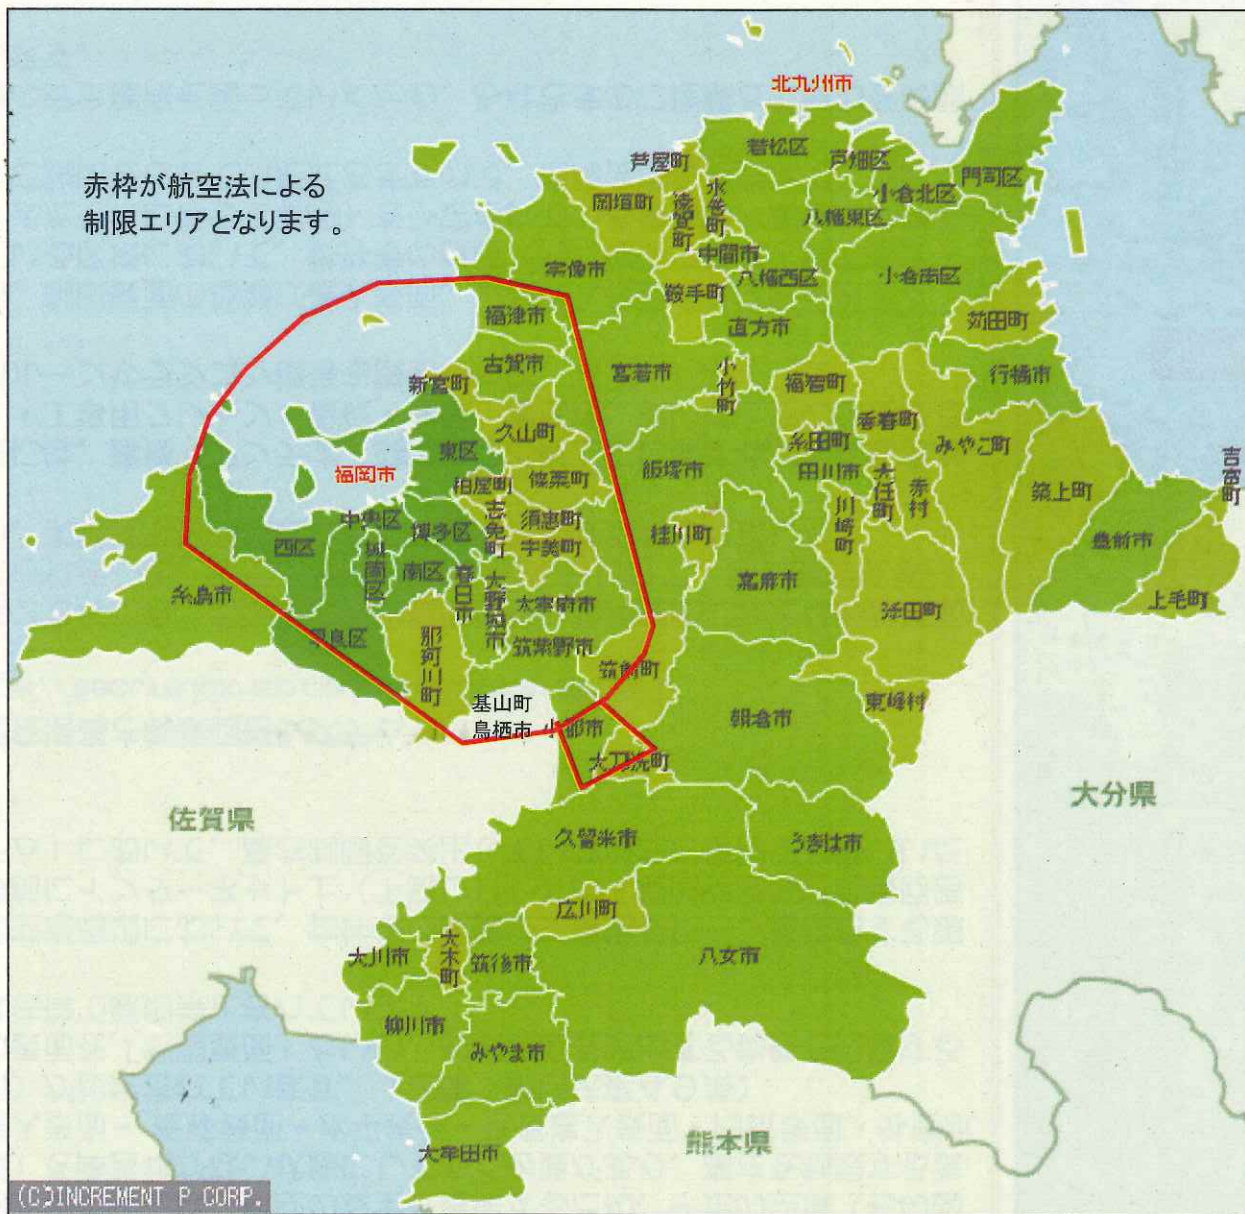 北九州市
赤枠が航空法による
制限エリアとなります。
芦屋町
若松区
戸畑区
小倉北区
門司区
岡垣町
遠賀町
水巻町
八幡東区
中間市
宗像市
八幡西区
小倉南区
鞍手町
福津市
直方市
苅田町
古賀市
宮若市
小竹町
行橋市
新宮町
福智町
久山町
香春町
みやこ町
東区
糸田町
福岡市
粕屋町
篠栗町
飯塚市
田川市
大任町
赤村
築上町
吉富町
中央区
博多区
志免町
須恵町
宇美町
桂川町
川崎町
豊前市
西区
城南区
南区
春日市
大野城市
太宰府市
嘉麻市
糸島市
添田町
上毛町
早良区
那珂川町
筑紫野市
筑前町
基山町
鳥栖市
小郡市
朝倉市
東峰村
大刀洗町
佐賀県
大分県
久留米市
うきは市
広川町
大川市
大木町
筑後市
八女市
柳川市
みやま市
大牟田市
熊本県
(C)INCREMENT P CORP.